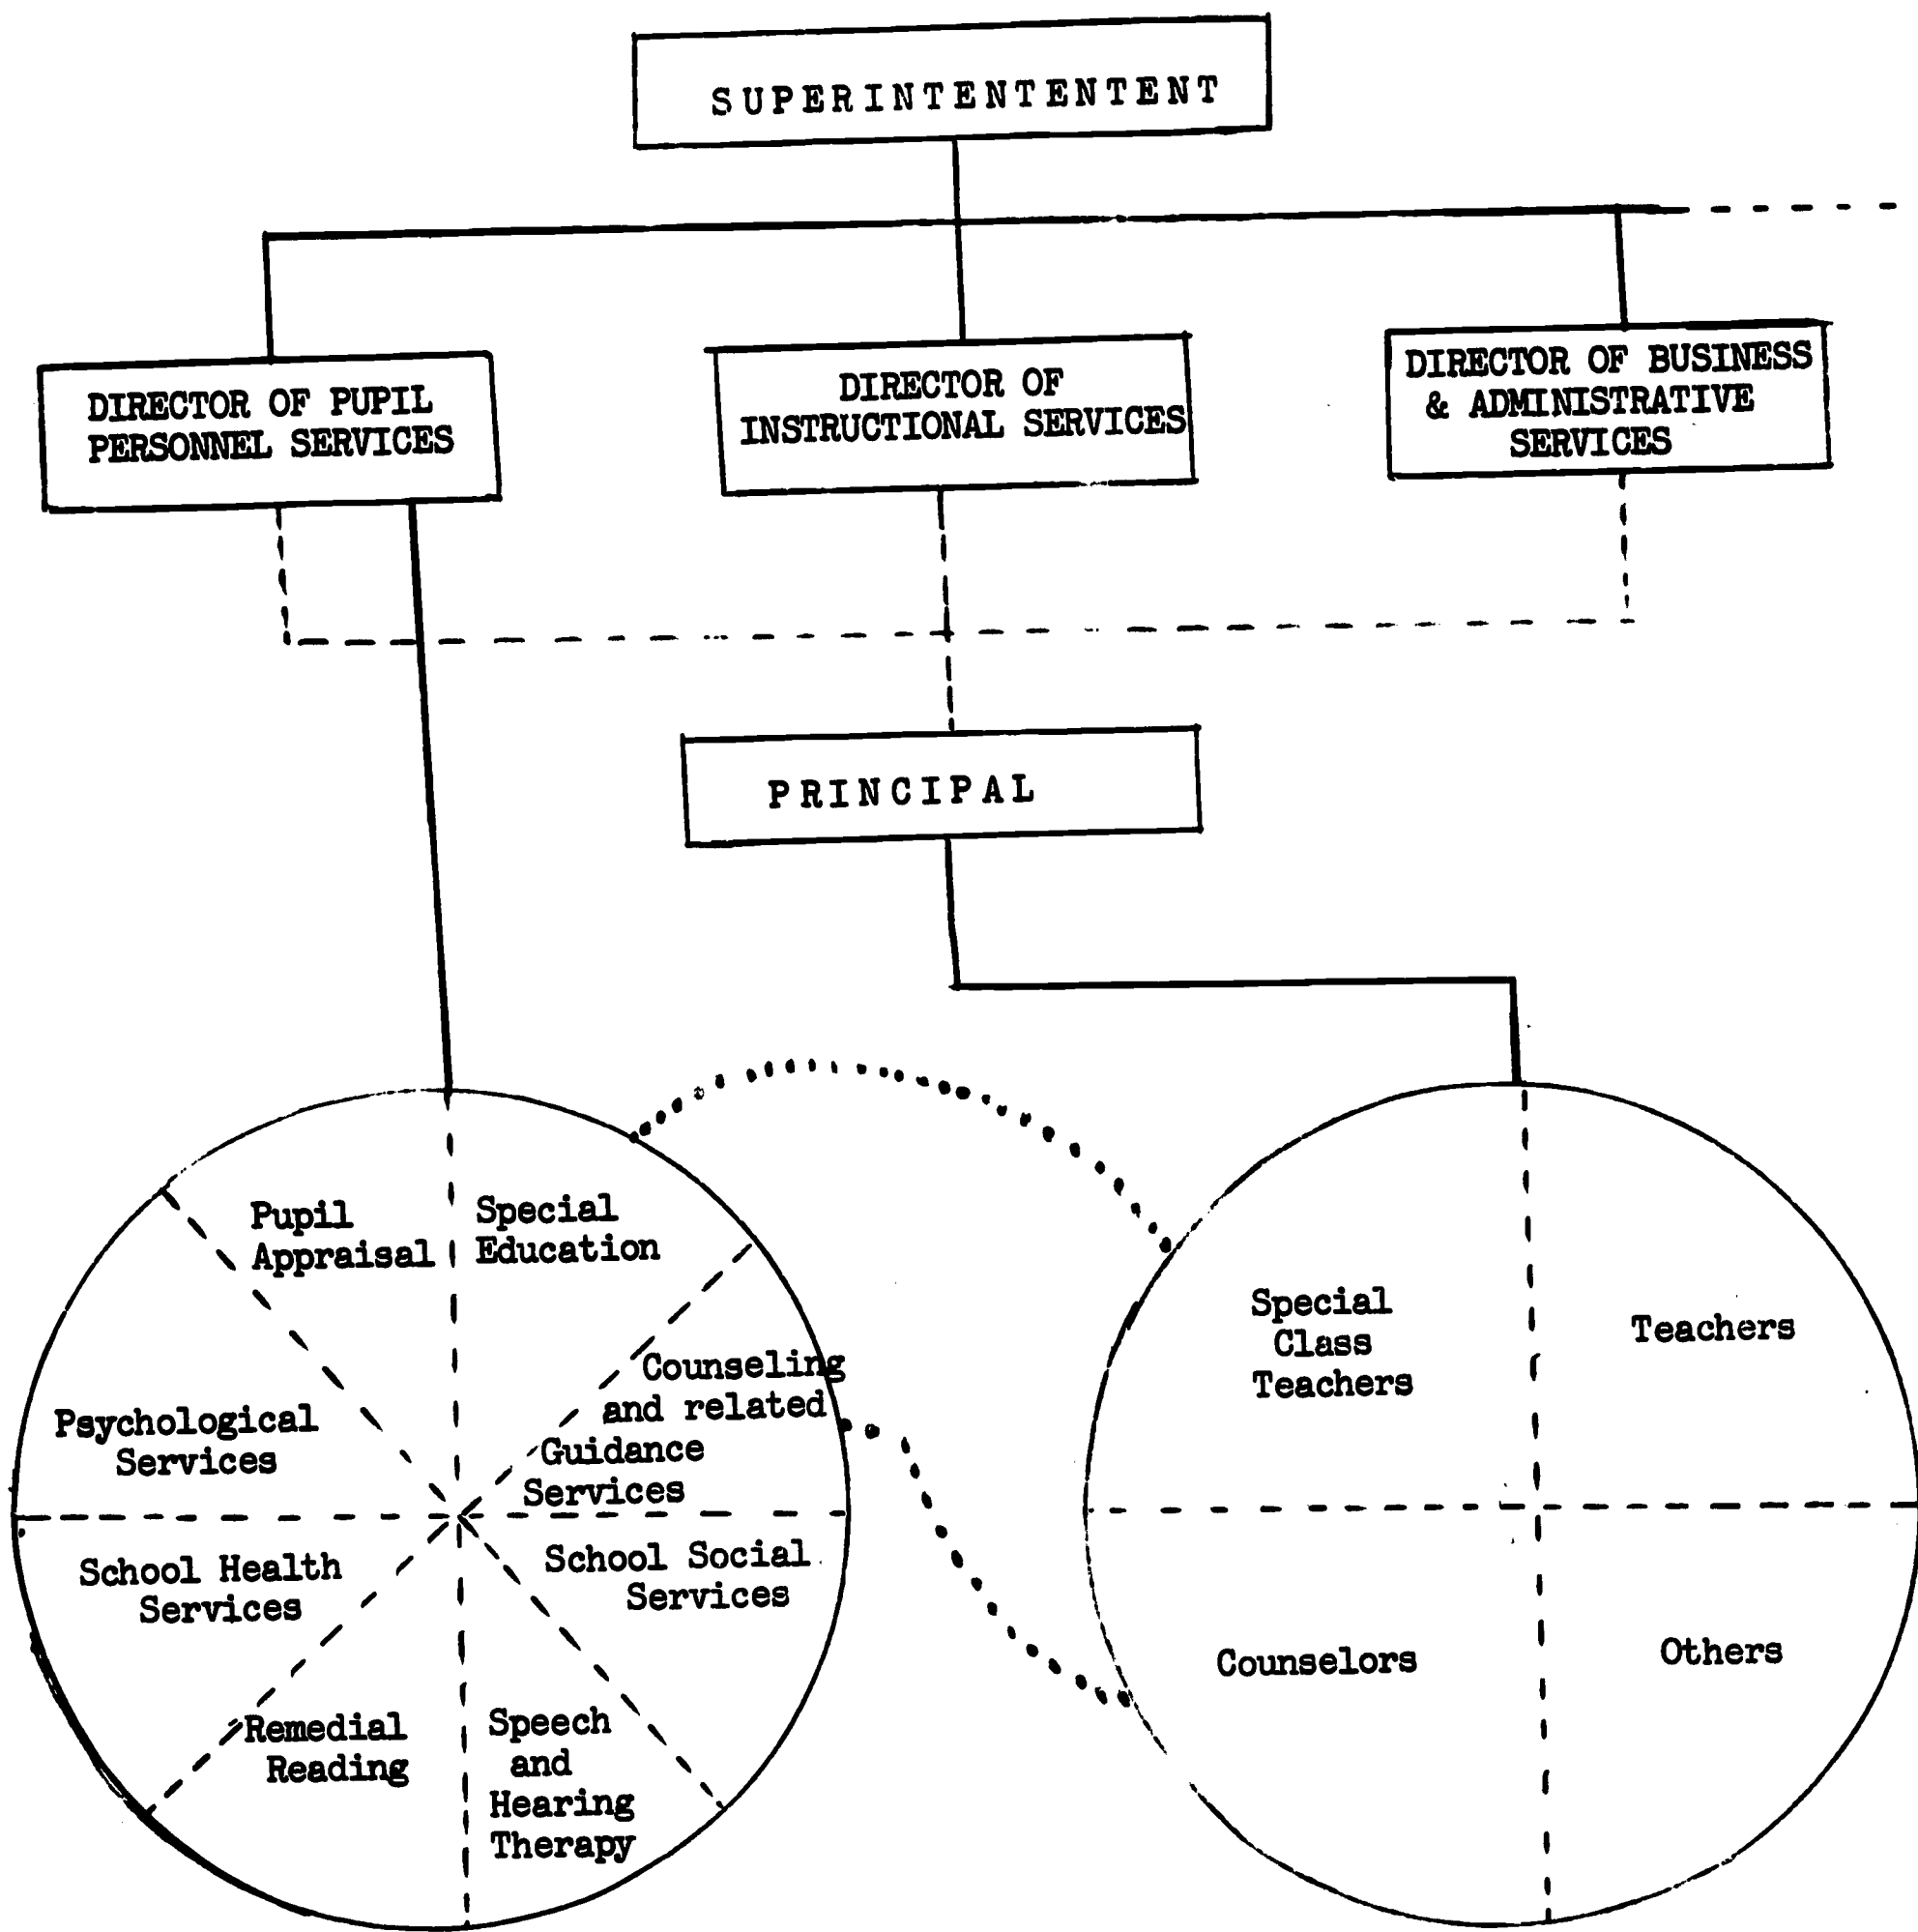 SUPERINTENTENTENT
DIRECTOR OF PUPIL
PERSONNEL SERVICES
DIRECTOR OF
INSTRUCTIONAL SERVICES
DIRECTOR OF BUSINESS
& ADMINISTRATIVE
SERVICES
PRINCIPAL
Pupil
Appraisal
Special
Education
Counseling
and related
Guidance
Services
Psychological
Services
School Health
Services
School Social
Services
Remedial
Reading
Speech
and
Hearing
Therapy
Special
Class
Teachers
Teachers
Counselors
Others